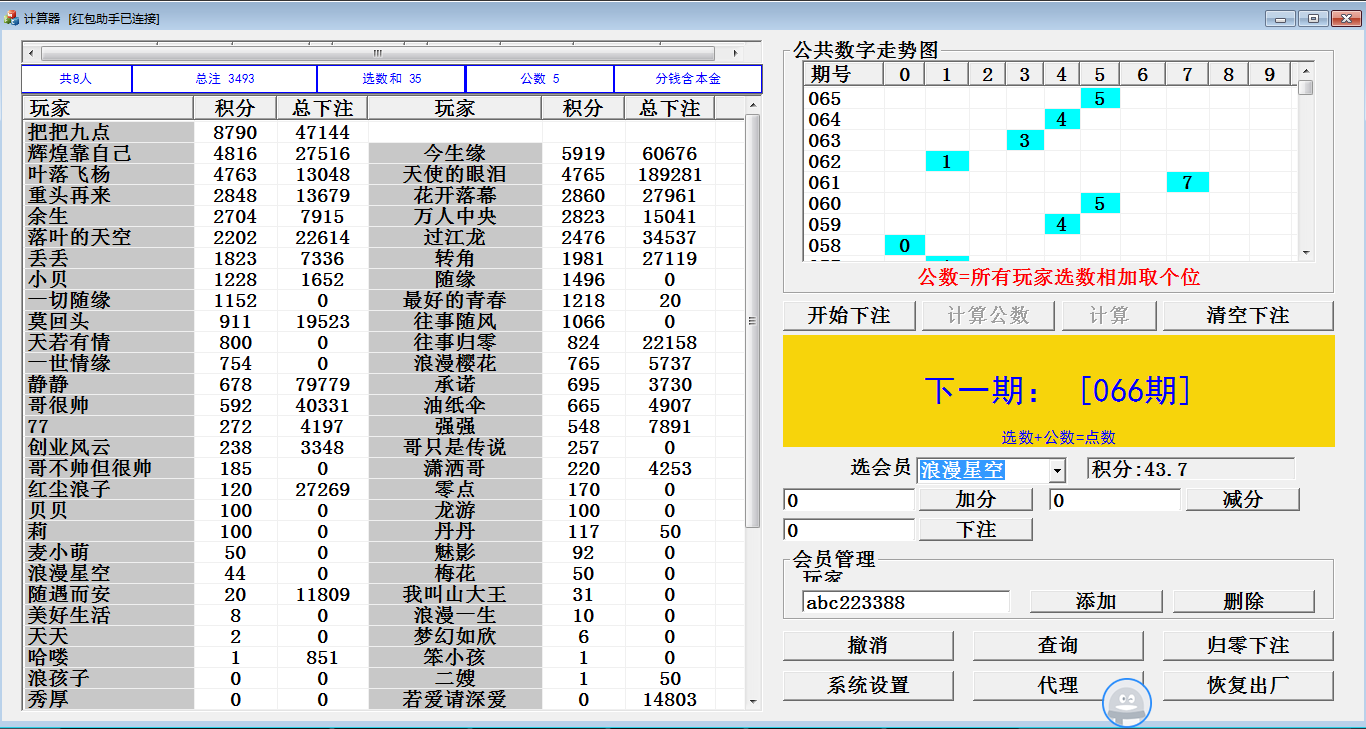 计算器 [红包助手已连接]
共8人 总注 3493 选数和 35 公数 5 分钱含本金
玩家 积分 总下注 玩家 积分 总下注
把把九点 8790 47144
辉煌靠自己 4816 27516 今生缘 5919 60676
叶落飞杨 4763 13048 天使的眼泪 4765 189281
重头再来 2848 13679 花开落幕 2860 27961
余生 2704 7915 万人中央 2823 15041
落叶的天空 2202 22614 过江龙 2476 34537
丢丢 1823 7336 转角 1981 27119
小贝 1228 1652 随缘 1496 0
一切随缘 1152 0 最好的青春 1218 20
莫回头 911 19523 往事随风 1066 0
天若有情 800 0 往事归零 824 22158
一世情缘 754 0 浪漫樱花 765 5737
静静 678 79779 承诺 695 3730
哥很帅 592 40331 油纸伞 665 4907
77 272 4197 强强 548 7891
创业风云 238 3348 哥只是传说 257 0
哥不帅但很帅 185 0 潇洒哥 220 4253
红尘浪子 120 27269 零点 170 0
贝贝 100 0 龙游 100 0
莉 100 0 丹丹 117 50
麦小萌 50 0 魅影 92 0
浪漫星空 44 0 梅花 50 0
随遇而安 20 11809 我叫山大王 31 0
美好生活 8 0 浪漫一生 10 0
天天 2 0 梦幻如欣 6 0
哈喽 1 851 笨小孩 1 0
浪孩子 0 0 二嫂 1 50
秀厚 0 0 若爱请深爱 0 14803
公共数字走势图
期号 0 1 2 3 4 5 6 7 8 9
065 5
064 4
063 3
062 1
061 7
060 5
059 4
058 0
公数=所有玩家选数相加取个位
开始下注 计算公数 计算 清空下注
下一期： [066期]
选数+公数=点数
选会员 浪漫星空 积分:43.7
0 加分 0 减分
0 下注
会员管理
玩家
abc223388 添加 删除
撤消 查询 归零下注
系统设置 代理 恢复出厂